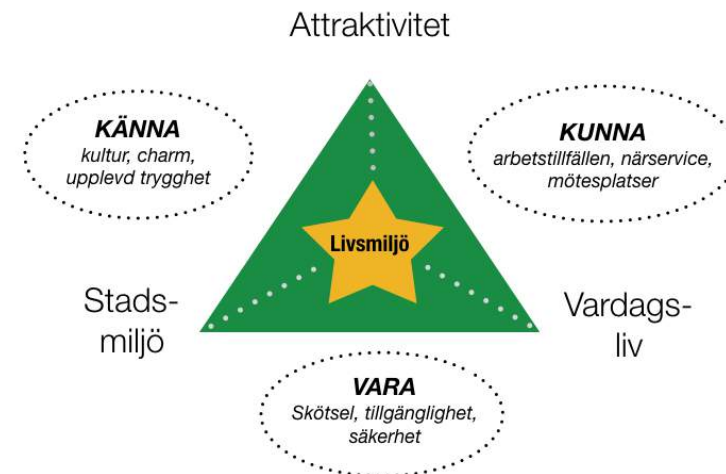 Attraktivitet
KÄNNA
kultur, charm,
upplevd trygghet
KUNNA
arbetstillfällen, närservice,
mötesplatser
Livsmiljö
Stads-
miljö
Vardags-
liv
VARA
Skötsel, tillgänglighet,
säkerhet